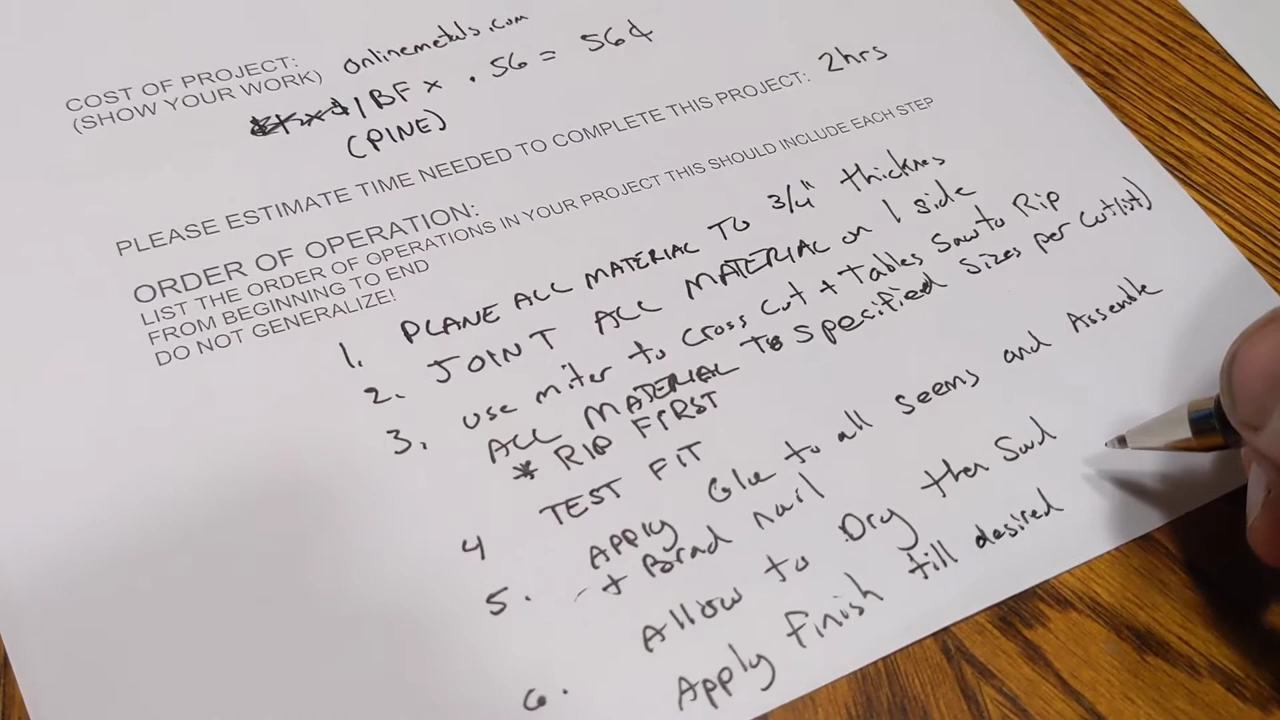 COST OF PROJECT: onlinemetals.com
(SHOW YOUR WORK)
1BF x .56 = 56¢
(PINE)
PLEASE ESTIMATE TIME NEEDED TO COMPLETE THIS PROJECT: 2hrs
ORDER OF OPERATION:
LIST THE ORDER OF OPERATIONS IN YOUR PROJECT THIS SHOULD INCLUDE EACH STEP
FROM BEGINNING TO END
DO NOT GENERALIZE!
1. PLANE ALL MATERIAL TO 3/4" thicknes
2. JOINT ALL MATERIAL on 1 side
3. use miter to cross cut + tables saw to Rip
ALL MATERIAL To specified sizes per cutlist)
* RIP FIRST
4 TEST FIT
5. APPLY Glue to all seems and Assemble
+ Brad nail
6. Allow to Dry then Sand
Apply finish till desired